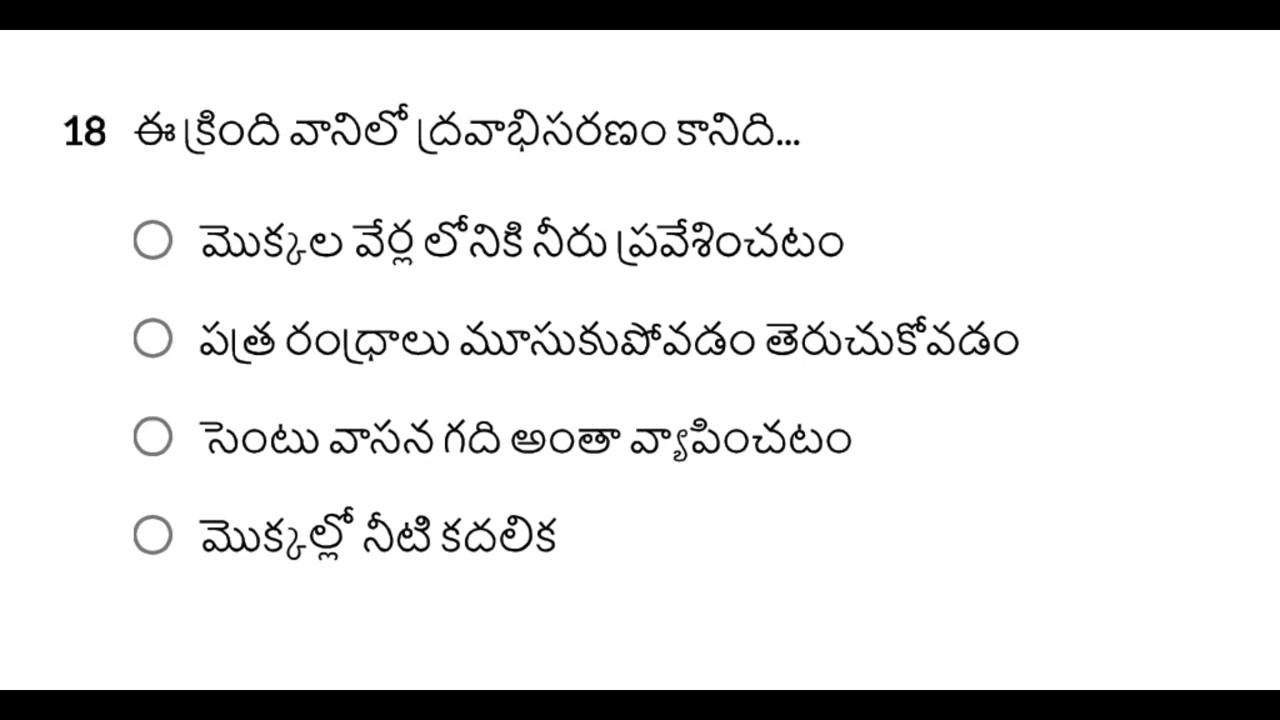 18 ఈ క్రింది వానిలో ద్రవాభిసరణం కానిది...
మొక్కల వేర్ల లోనికి నీరు ప్రవేశించటం
పత్ర రంధ్రాలు మూసుకుపోవడం తెరుచుకోవడం
సెంటు వాసన గది అంతా వ్యాపించటం
మొక్కల్లో నీటి కదలిక